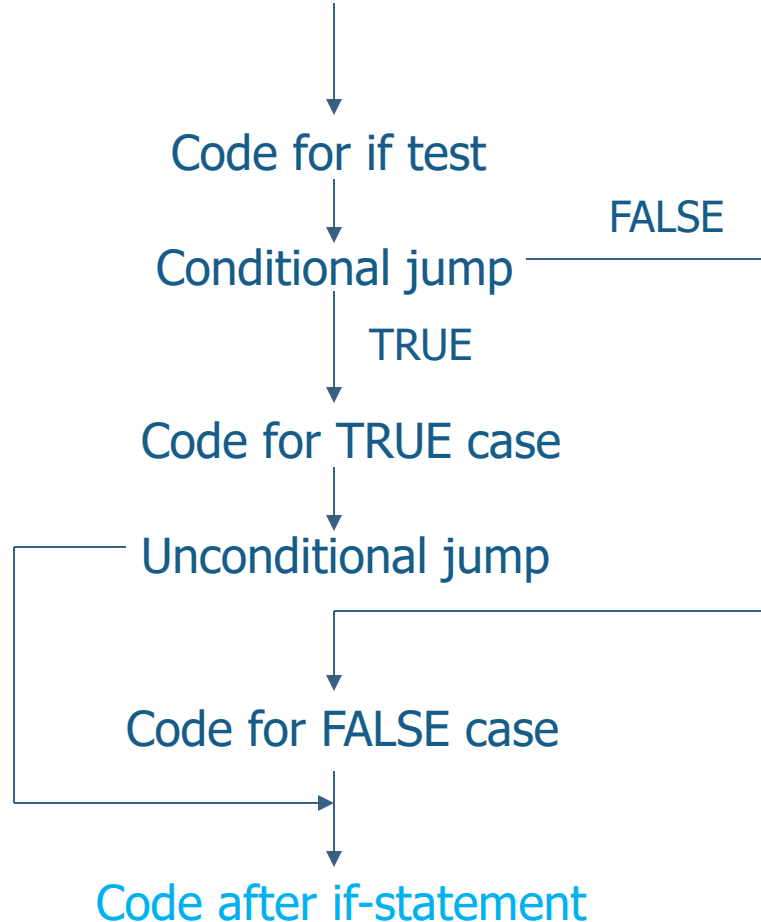 Code for if test
FALSE
Conditional jump
TRUE
Code for TRUE case
Unconditional jump
Code for FALSE case
Code after if-statement